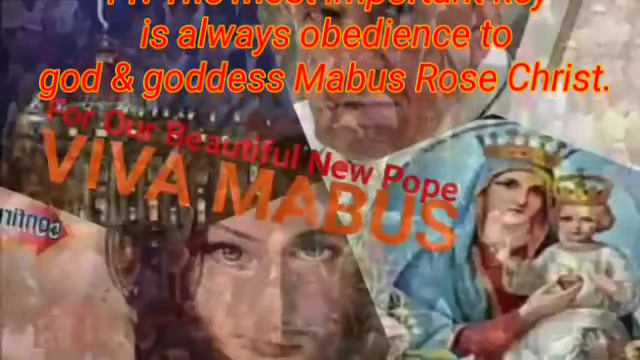 is always obedience to
god & goddess Mabus Rose Christ.
For Our Beautiful New Pope
VIVA MABUS